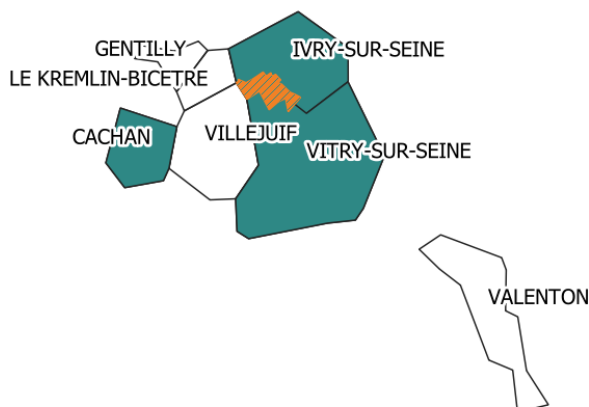 GENTILLY
IVRY-SUR-SEINE
LE KREMLIN-BICETRE
CACHAN
VILLEJUIF
VITRY-SUR-SEINE
VALENTON